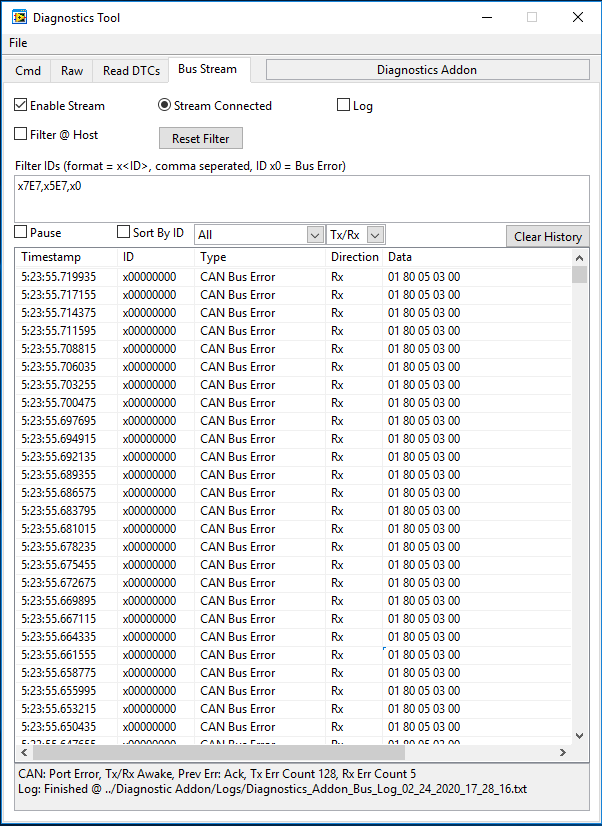 Diagnostics Tool
File
Cmd Raw Read DTCs Bus Stream Diagnostics Addon
Enable Stream Stream Connected Log
Filter @ Host Reset Filter
Filter IDs (format = x<ID>, comma seperated, ID x0 = Bus Error)
x7E7,x5E7,x0
Pause Sort By ID All Tx/Rx Clear History
Timestamp ID Type Direction Data
5:23:55.719935 x00000000 CAN Bus Error Rx 01 80 05 03 00
5:23:55.717155 x00000000 CAN Bus Error Rx 01 80 05 03 00
5:23:55.714375 x00000000 CAN Bus Error Rx 01 80 05 03 00
5:23:55.711595 x00000000 CAN Bus Error Rx 01 80 05 03 00
5:23:55.708815 x00000000 CAN Bus Error Rx 01 80 05 03 00
5:23:55.706035 x00000000 CAN Bus Error Rx 01 80 05 03 00
5:23:55.703255 x00000000 CAN Bus Error Rx 01 80 05 03 00
5:23:55.700475 x00000000 CAN Bus Error Rx 01 80 05 03 00
5:23:55.697695 x00000000 CAN Bus Error Rx 01 80 05 03 00
5:23:55.694915 x00000000 CAN Bus Error Rx 01 80 05 03 00
5:23:55.692135 x00000000 CAN Bus Error Rx 01 80 05 03 00
5:23:55.689355 x00000000 CAN Bus Error Rx 01 80 05 03 00
5:23:55.686575 x00000000 CAN Bus Error Rx 01 80 05 03 00
5:23:55.683795 x00000000 CAN Bus Error Rx 01 80 05 03 00
5:23:55.681015 x00000000 CAN Bus Error Rx 01 80 05 03 00
5:23:55.678235 x00000000 CAN Bus Error Rx 01 80 05 03 00
5:23:55.675455 x00000000 CAN Bus Error Rx 01 80 05 03 00
5:23:55.672675 x00000000 CAN Bus Error Rx 01 80 05 03 00
5:23:55.669895 x00000000 CAN Bus Error Rx 01 80 05 03 00
5:23:55.667115 x00000000 CAN Bus Error Rx 01 80 05 03 00
5:23:55.664335 x00000000 CAN Bus Error Rx 01 80 05 03 00
5:23:55.661555 x00000000 CAN Bus Error Rx 01 80 05 03 00
5:23:55.658775 x00000000 CAN Bus Error Rx 01 80 05 03 00
5:23:55.655995 x00000000 CAN Bus Error Rx 01 80 05 03 00
5:23:55.653215 x00000000 CAN Bus Error Rx 01 80 05 03 00
5:23:55.650435 x00000000 CAN Bus Error Rx 01 80 05 03 00
5:23:55.647655 x00000000 CAN Bus Error Rx 01 80 05 03 00
CAN: Port Error, Tx/Rx Awake, Prev Err: Ack, Tx Err Count 128, Rx Err Count 5
Log: Finished @ ../Diagnostic Addon/Logs/Diagnostics_Addon_Bus_Log_02_24_2020_17_28_16.txt